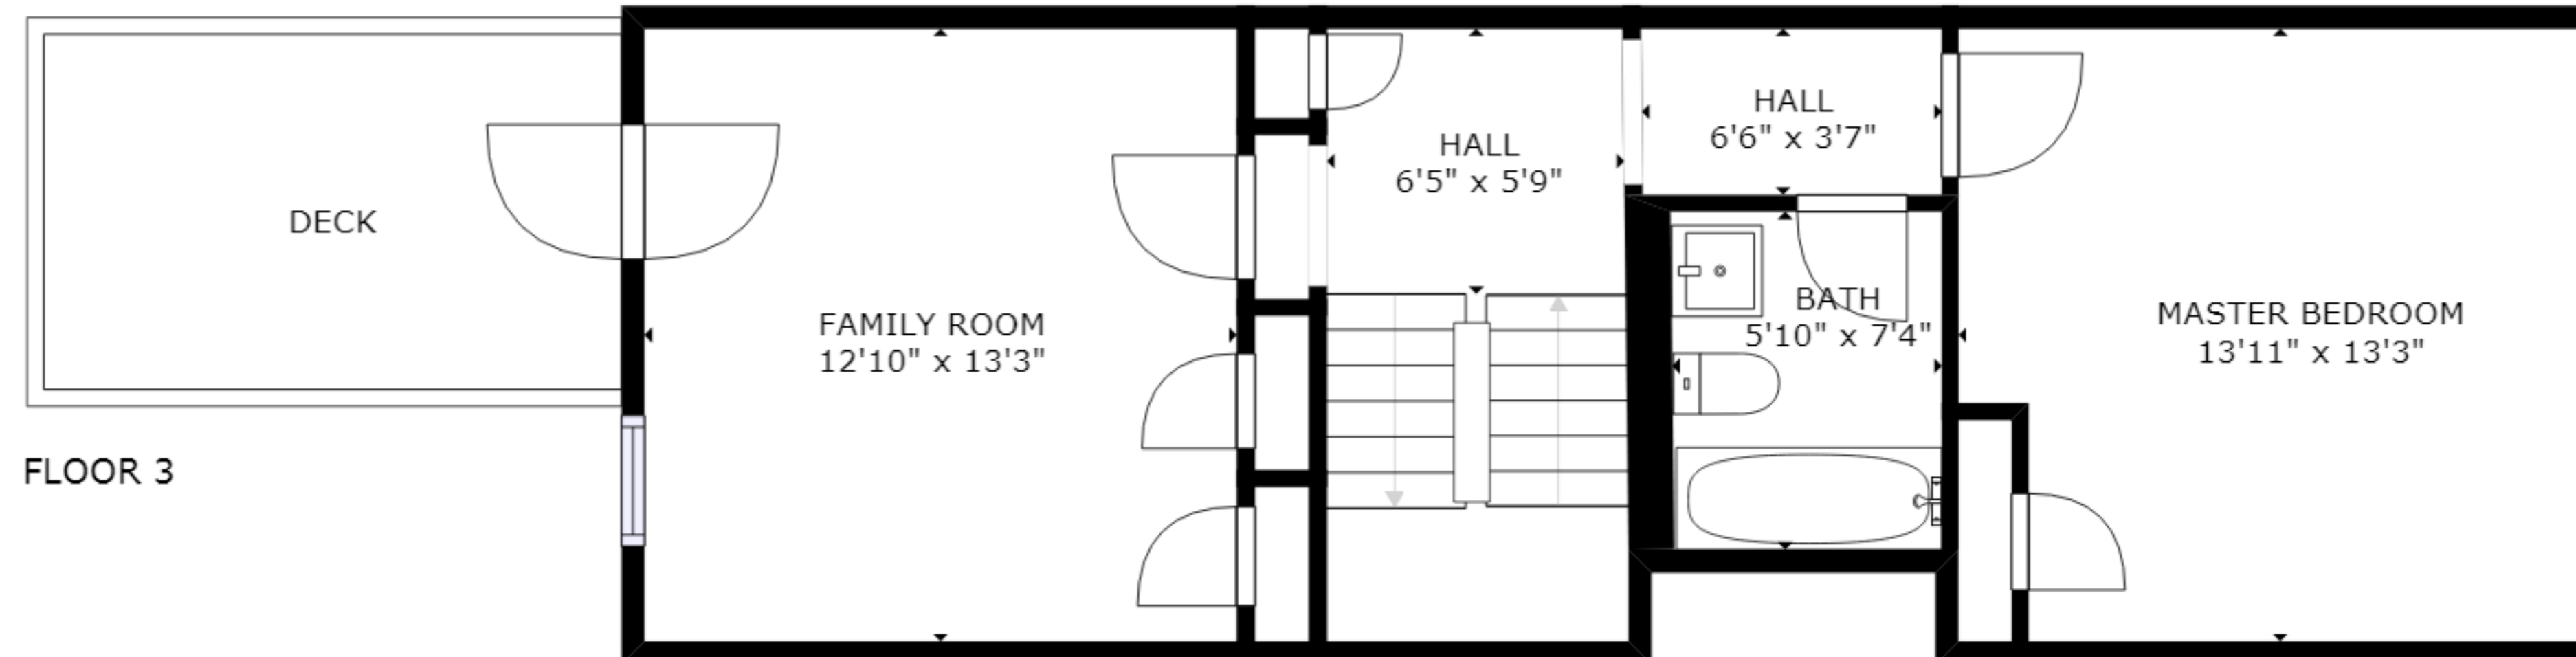 DECK
FLOOR 3
FAMILY ROOM
12'10" x 13'3"
HALL
6'5" x 5'9"
HALL
6'6" x 3'7"
BATH
5'10" x 7'4"
MASTER BEDROOM
13'11" x 13'3"